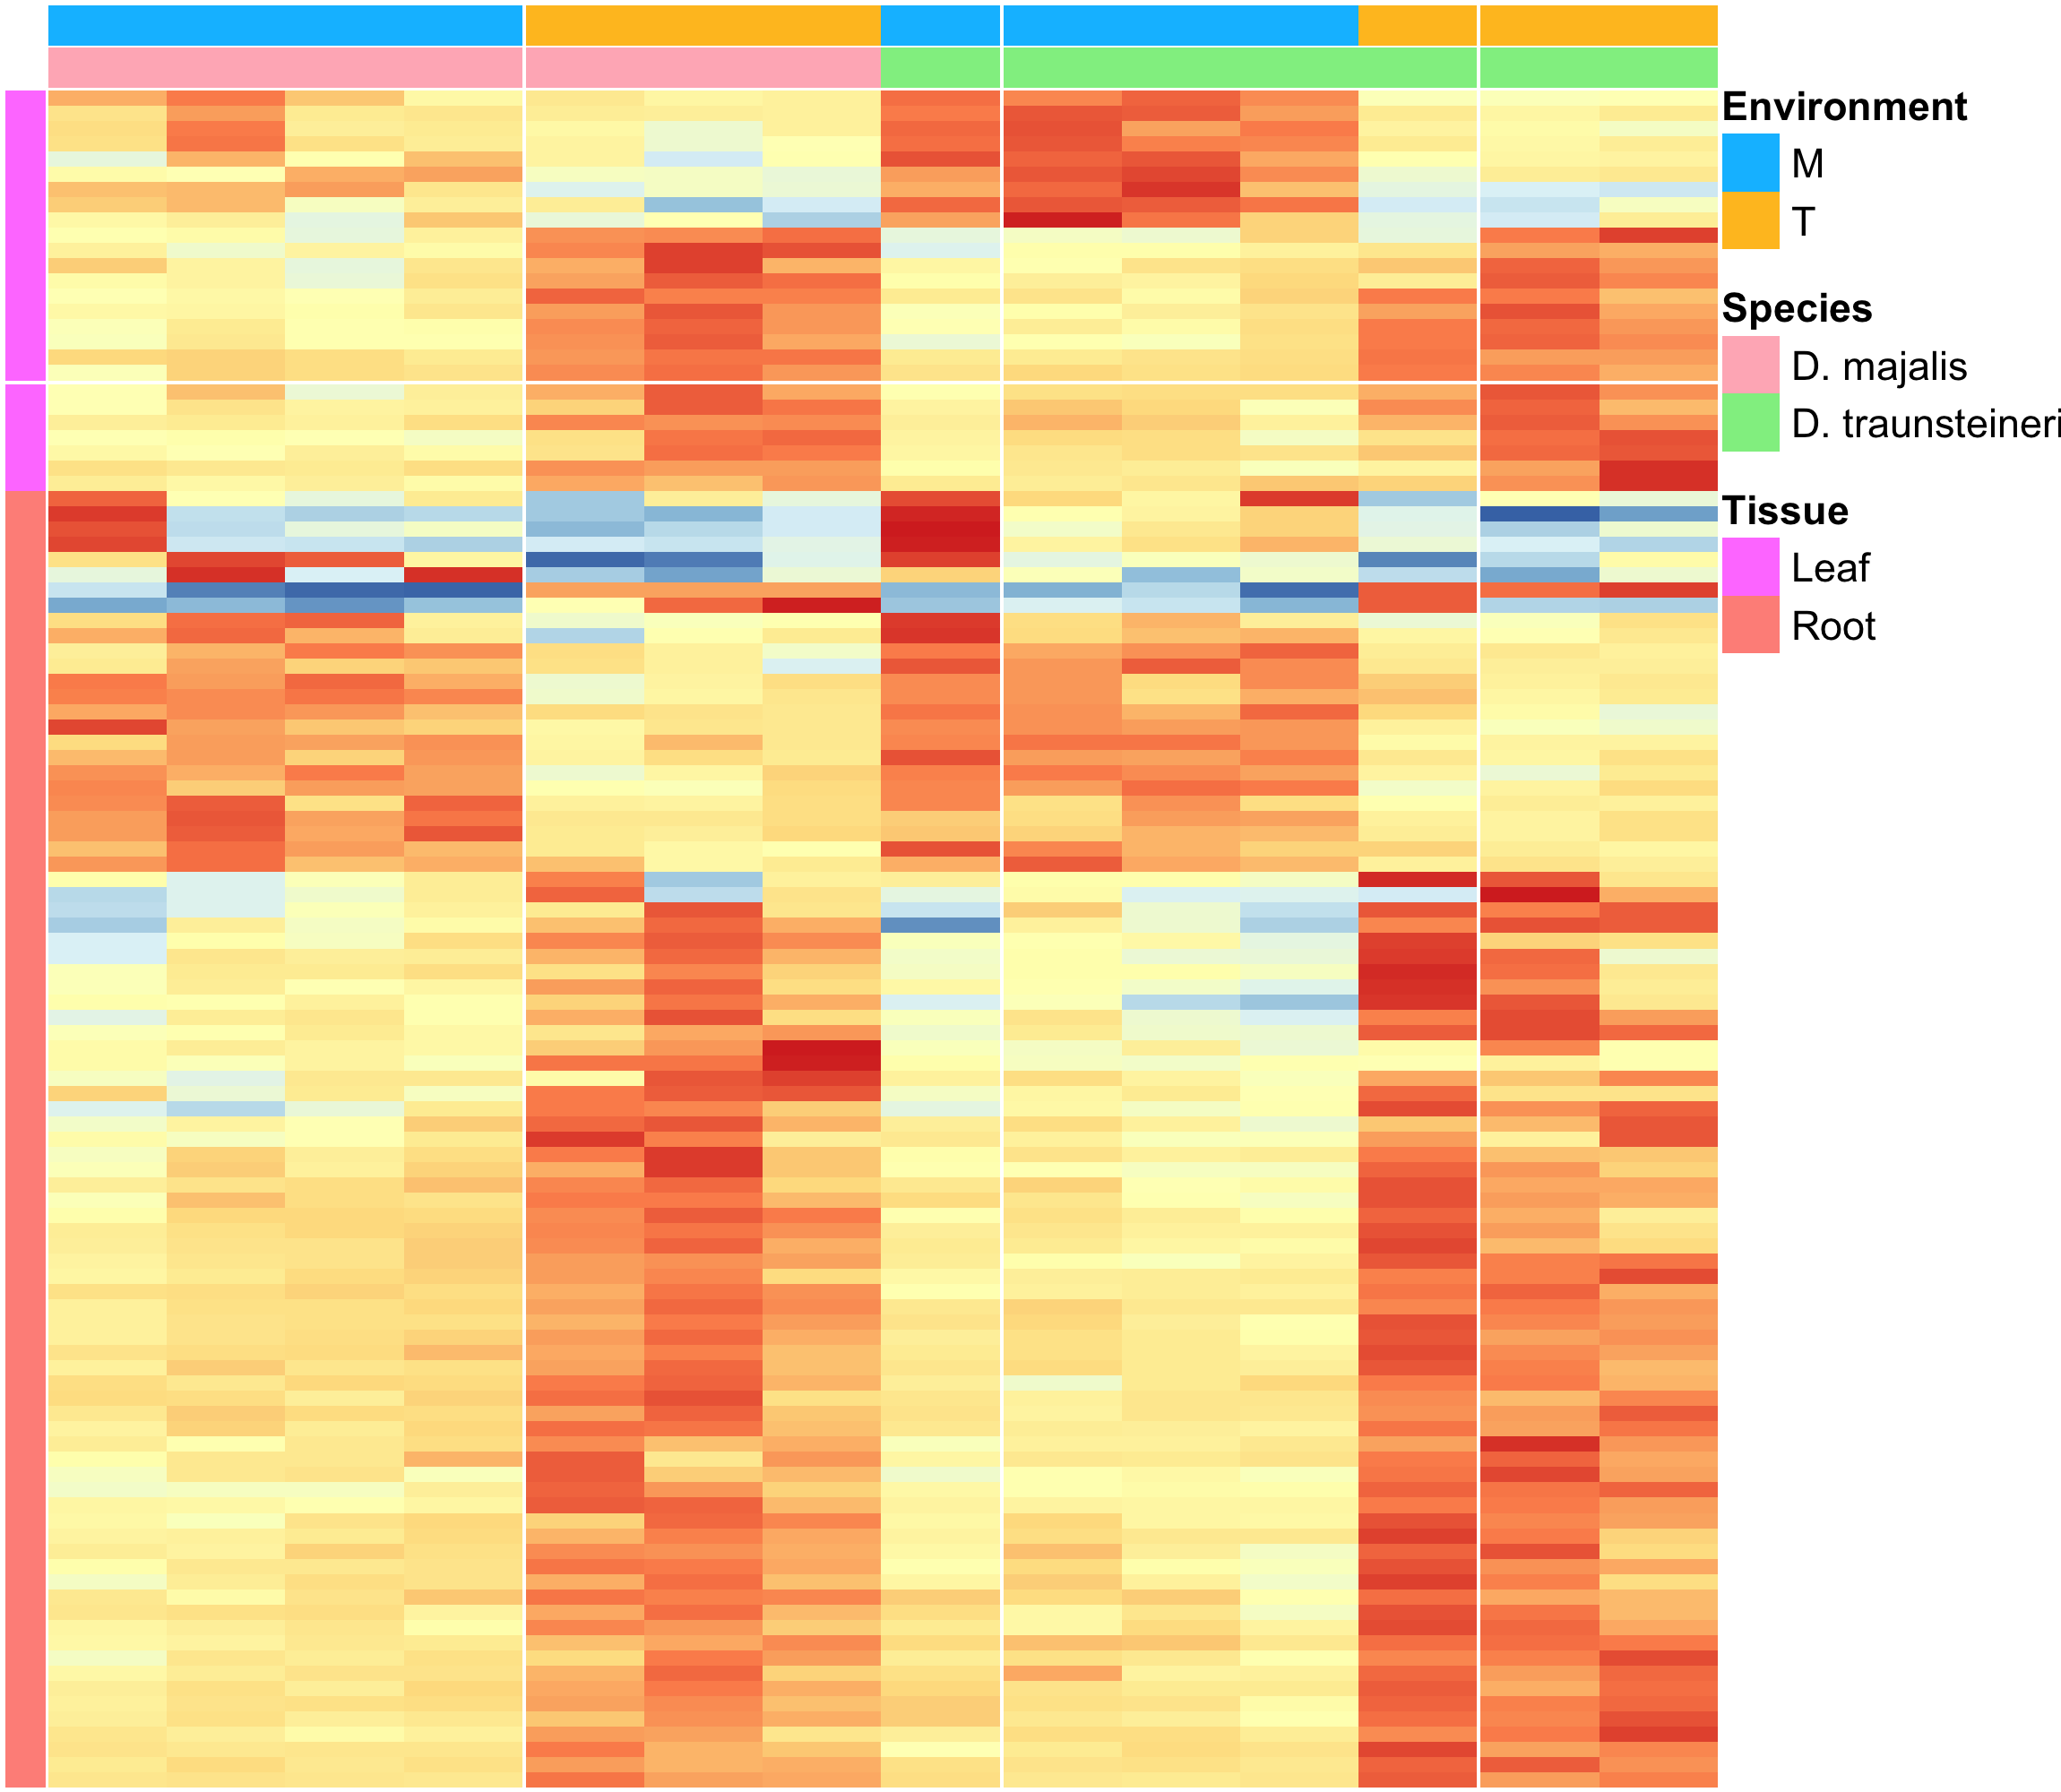 Environment
M
T
Species
D. majalis
D. traunsteineri
Tissue
Leaf
Root